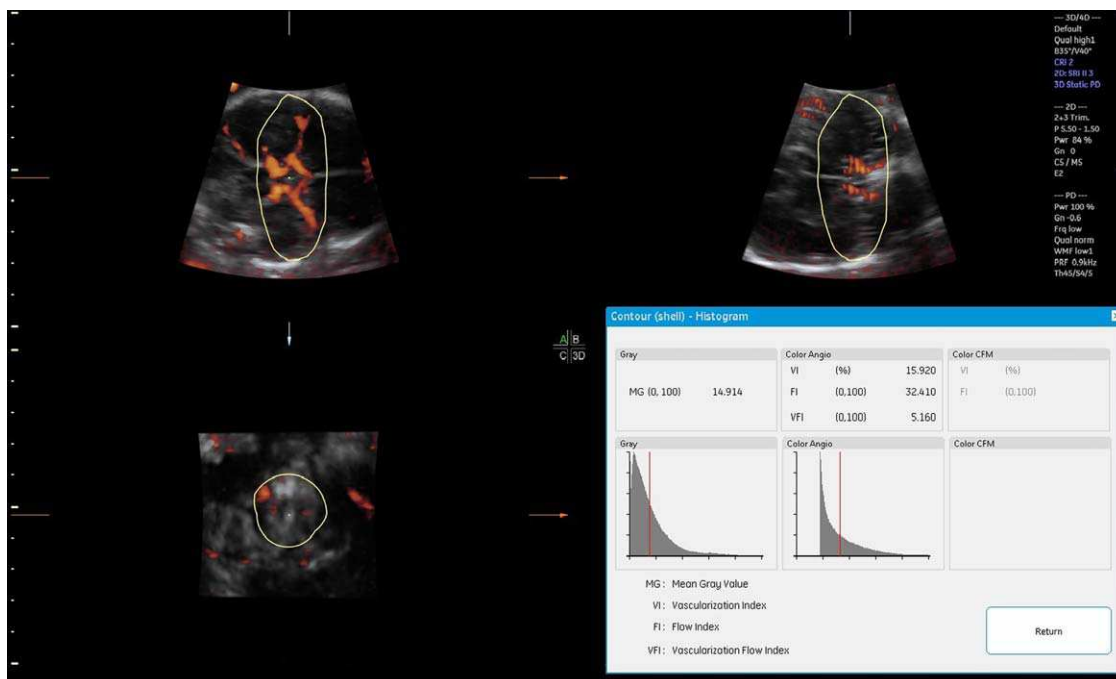 --- 3D/4D ---
Default
Qual high1
B35°/V40°
CRI 2
2D: SRI II 3
3D Static PD
--- 2D ---
2+3 Trim.
P 5.50 - 1.50
Pwr 84 %
Gn 0
C5 / M5
E2
--- PD ---
Pwr 100 %
Gn -0.6
Frq low
Qual norm
WMF low1
PRF 0.9kHz
Th45/S4/5
A B
C 3D
Contour (shell) - Histogram
Gray
MG (0, 100) 14.914
Color Angio
VI (%) 15.920
FI (0,100) 32.410
VFI (0,100) 5.160
Color CFM
VI (%)
FI (0,100)
Gray
Color Angio
Color CFM
MG : Mean Gray Value
VI : Vascularization Index
FI : Flow Index
VFI : Vascularization Flow Index
Return